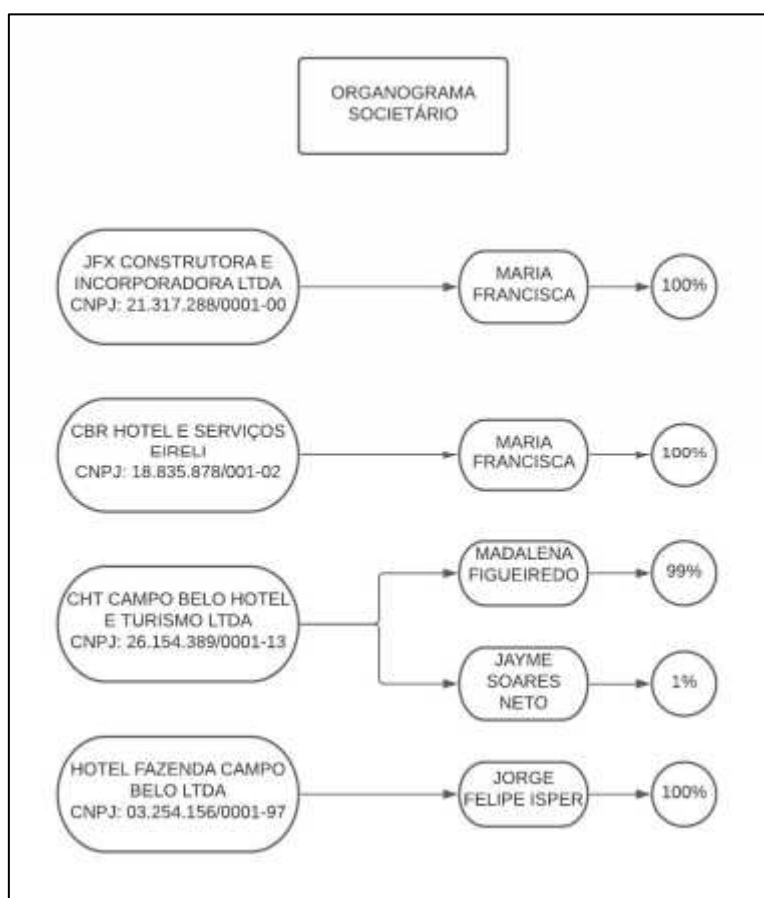 ORGANOGRAMA
SOCIETÁRIO
JFX CONSTRUTORA E
INCORPORADORA LTDA
CNPJ: 21.317.288/0001-00
MARIA
FRANCISCA
100%
CBR HOTEL E SERVIÇOS
EIRELI
CNPJ: 18.835.878/001-02
MARIA
FRANCISCA
100%
CHT CAMPO BELO HOTEL
E TURISMO LTDA
CNPJ: 26.154.389/0001-13
MADALENA
FIGUEIREDO
99%
JAYME
SOARES
NETO
1%
HOTEL FAZENDA CAMPO
BELO LTDA
CNPJ: 03.254.156/0001-97
JORGE
FELIPE ISPER
100%